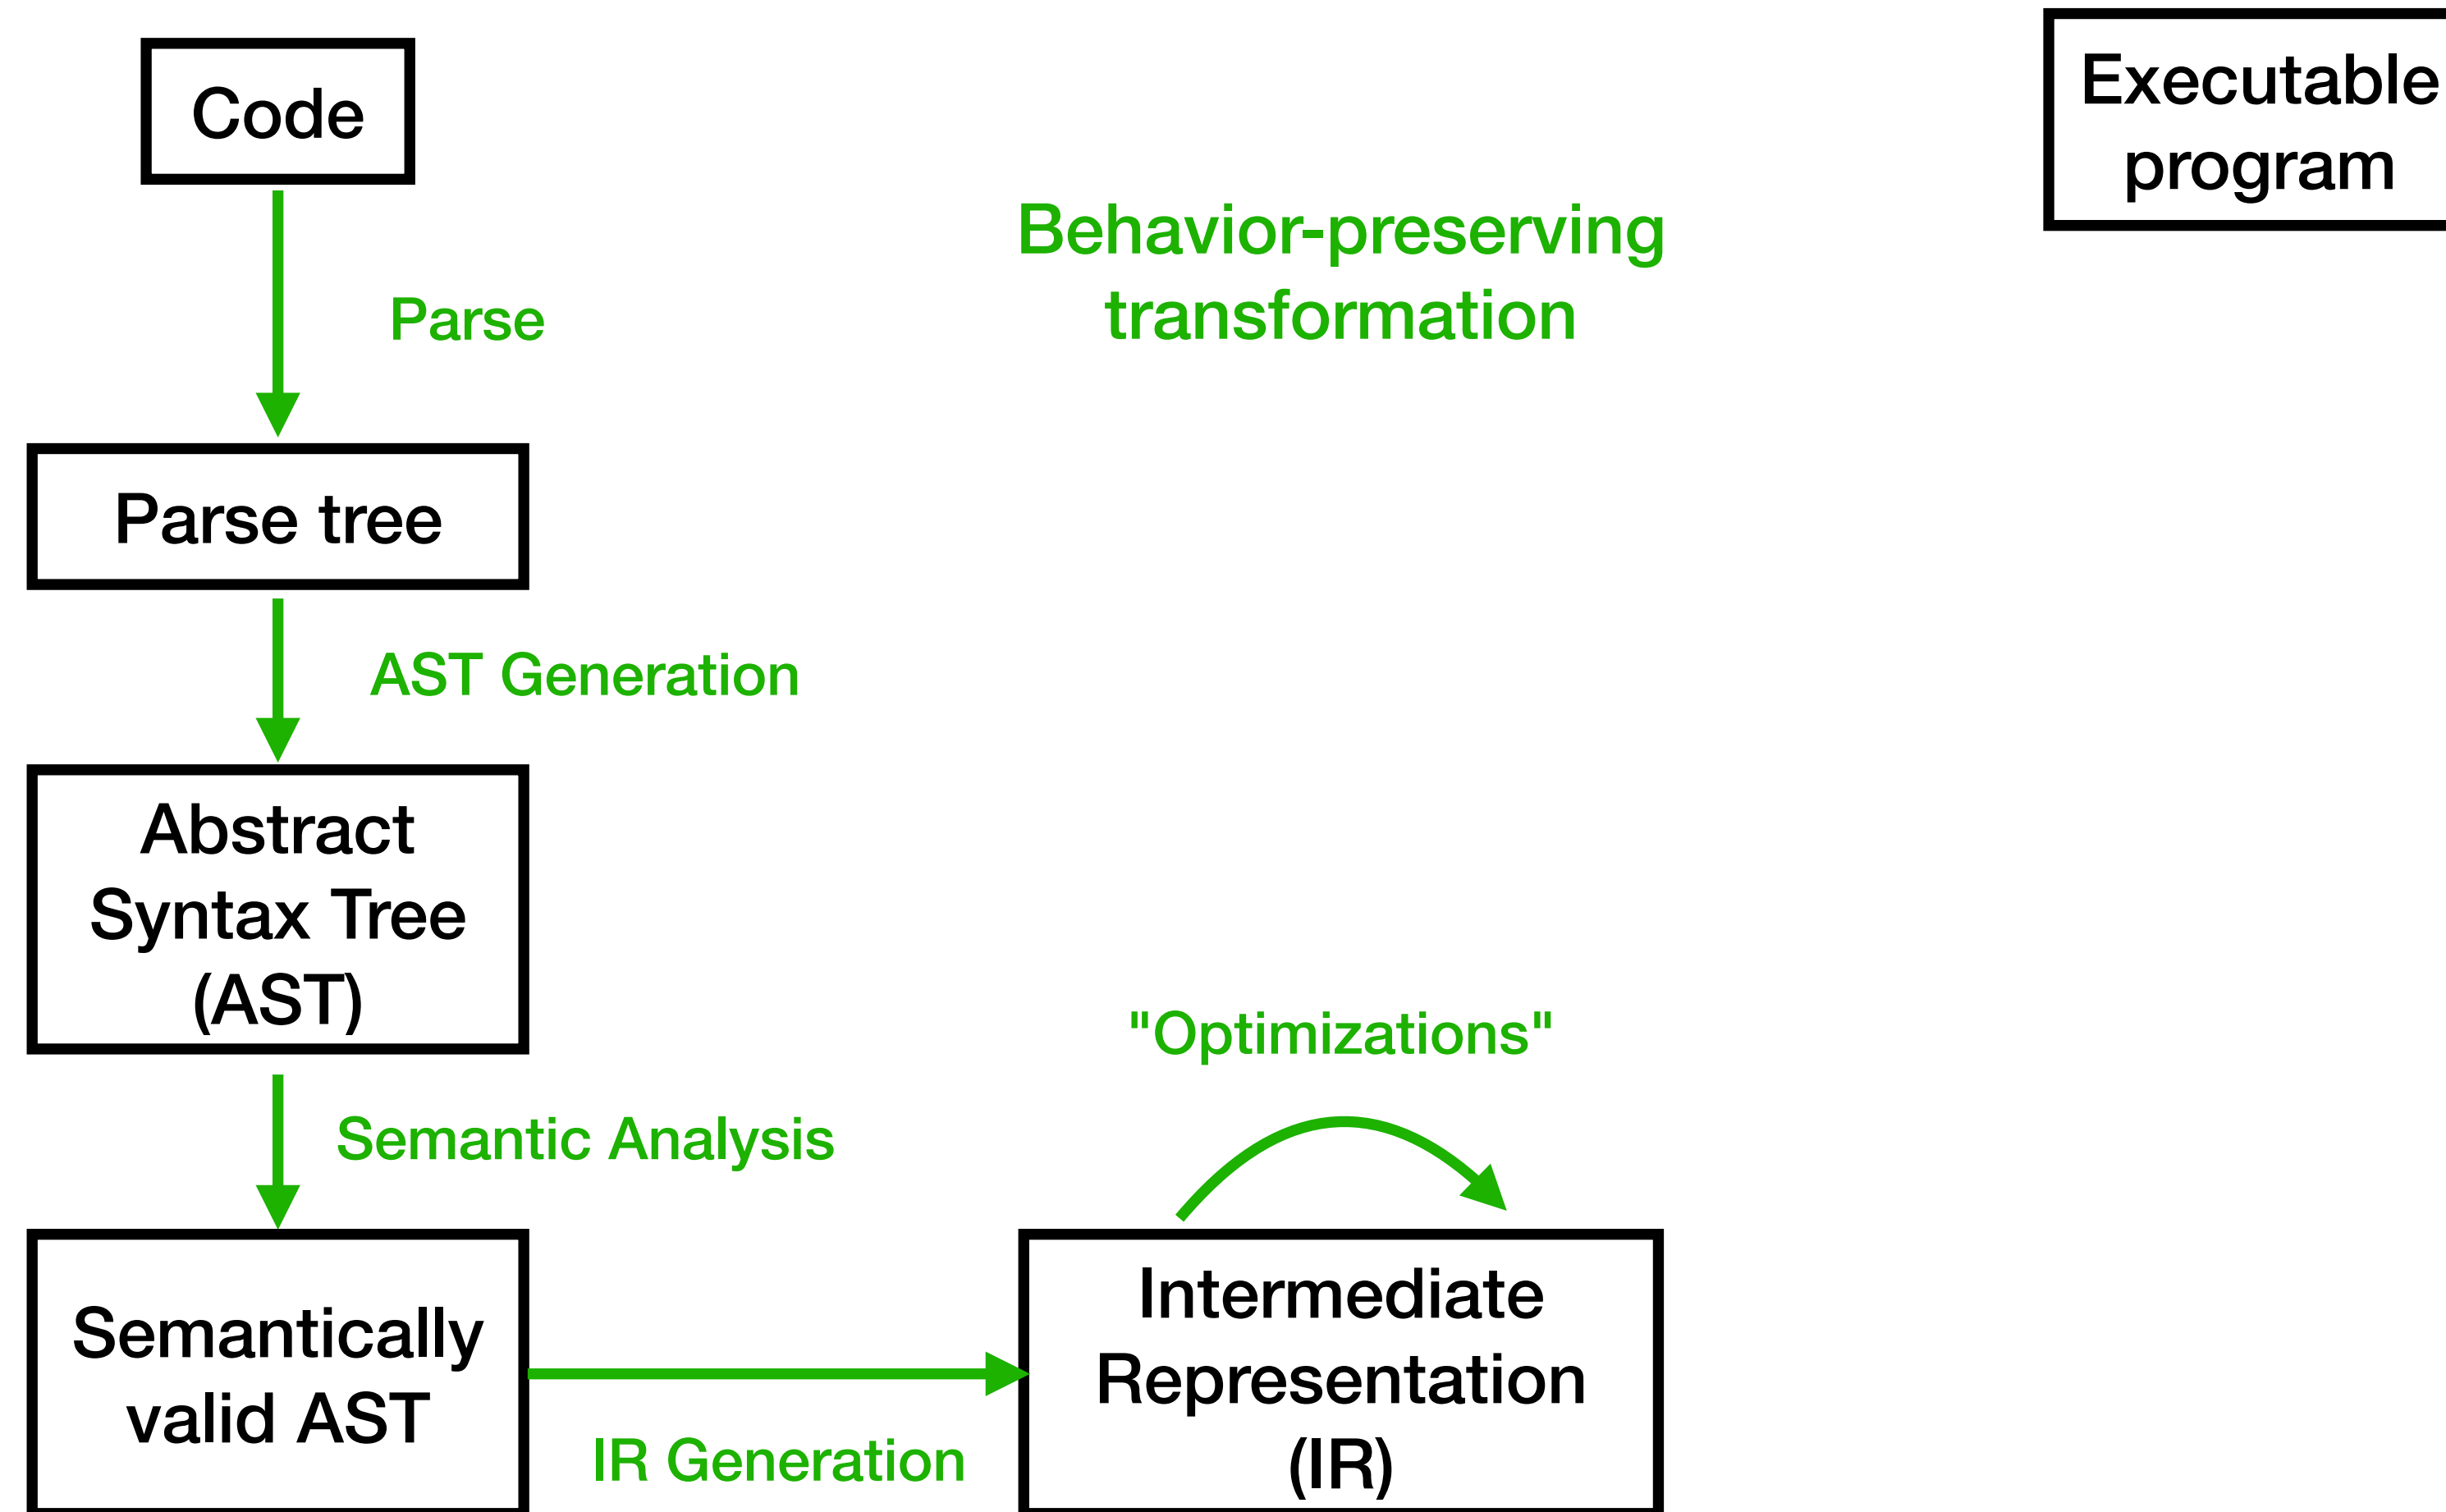 Code
Executable
program
Behavior-preserving
transformation
Parse
Parse tree
AST Generation
Abstract
Syntax Tree
(AST)
"Optimizations"
Semantic Analysis
Semantically
valid AST
Intermediate
Representation
(IR)
IR Generation